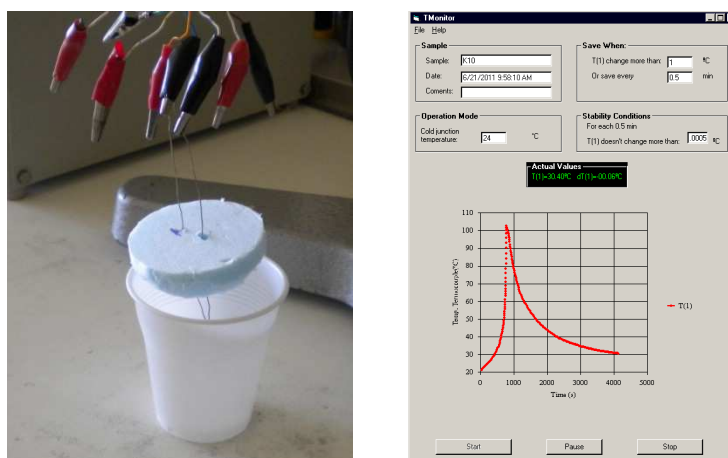 TMonitor
File Help
Sample
Sample: K10
Date: 6/21/2011 9:58:10 AM
Coments:
Save When:
T(1) change more than: 1 ºC
Or save every 0.5 min
Operation Mode
Cold junction temperature: 24 ºC
Stability Conditions
For each 0.5 min
T(1) doesn't change more than: .0005 ºC
Actual Values
T(1)=30.40ºC dT(1)=-00.06ºC
110
100
90
80
70
60
50
40
30
20
0 1000 2000 3000 4000 5000
Time (s)
T(1)
Start Pause Stop